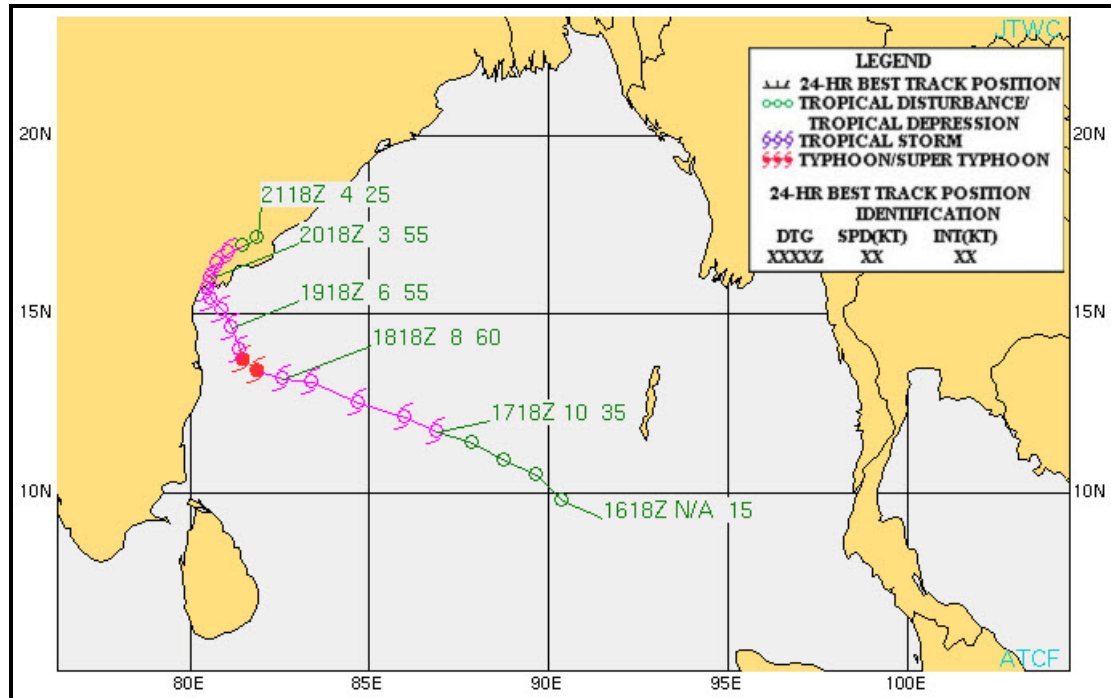 JTWC
LEGEND
24-HR BEST TRACK POSITION
TROPICAL DISTURBANCE/
TROPICAL DEPRESSION
TROPICAL STORM
TYPHOON/SUPER TYPHOON
24-HR BEST TRACK POSITION
IDENTIFICATION
DTG SPD(KT) INT(KT)
XXXXZ XX XX
20N 20N
2118Z 4 25
2018Z 3 55
15N 15N
1918Z 6 55
1818Z 8 60
1718Z 10 35
10N 10N
1618Z N/A 15
ATCF
80E 85E 90E 95E 100E